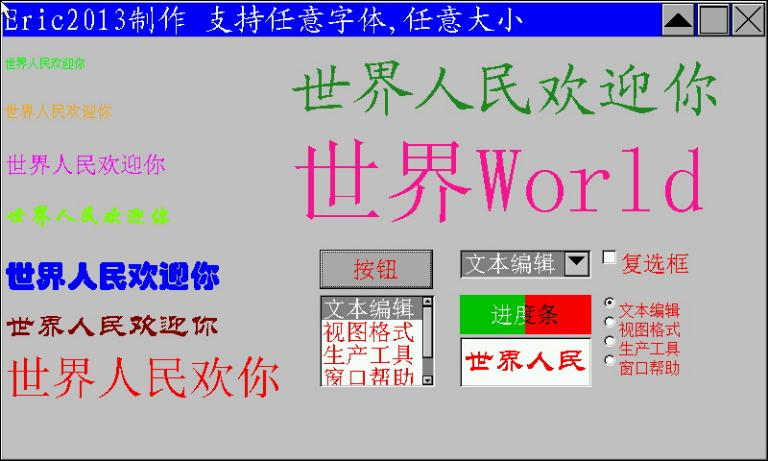 Eric2013制作 支持任意字体,任意大小
世界人民欢迎你
世界人民欢迎你
世界人民欢迎你
世界人民欢迎你
世界人民欢迎你
世界人民欢迎你
世界人民欢你
世界人民欢迎你
世界World
按钮
文本编辑
复选框
文本编辑
视图格式
生产工具
窗口帮助
进度条
世界人民
文本编辑
视图格式
生产工具
窗口帮助